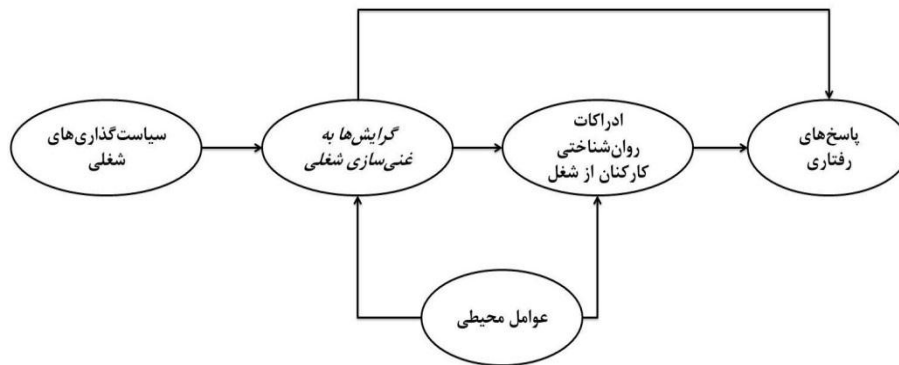 سیاست‌گذاری‌های
شغلی
گرایش‌ها به
غنی‌سازی شغلی
ادراکات
روان‌شناختی
کارکنان از شغل
پاسخ‌های
رفتاری
عوامل محیطی